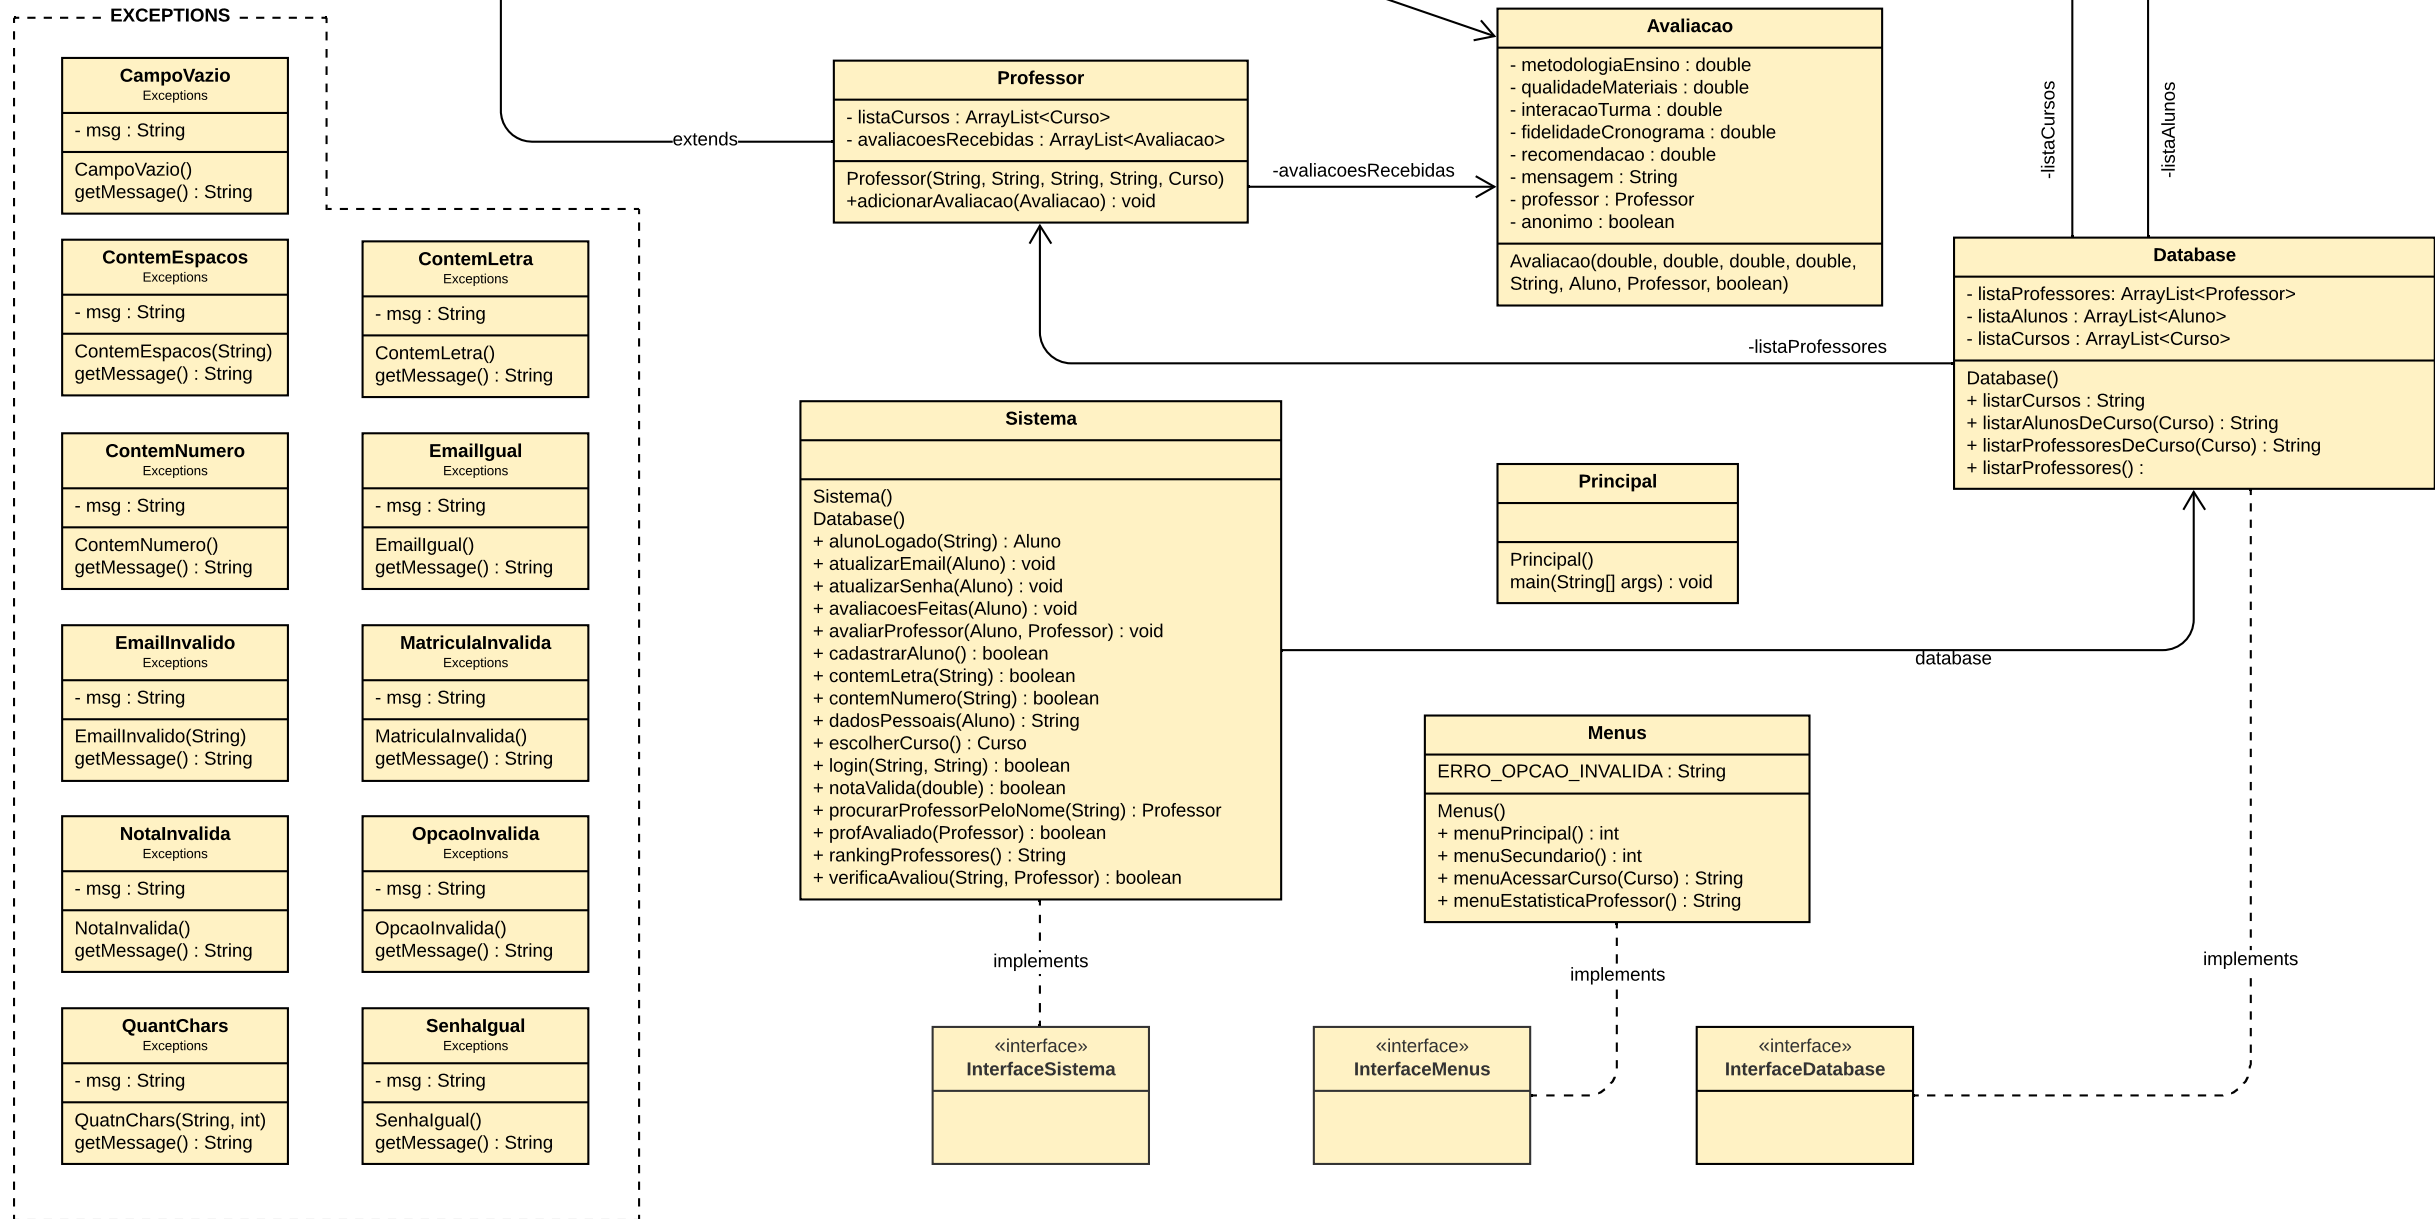 EXCEPTIONS
CampoVazio
Exceptions
- msg : String
CampoVazio()
getMessage() : String
ContemEspacos
Exceptions
- msg : String
ContemEspacos(String)
getMessage() : String
ContemLetra
Exceptions
- msg : String
ContemLetra()
getMessage() : String
ContemNumero
Exceptions
- msg : String
ContemNumero()
getMessage() : String
EmailIgual
Exceptions
- msg : String
EmailIgual()
getMessage() : String
EmailInvalido
Exceptions
- msg : String
EmailInvalido(String)
getMessage() : String
MatriculaInvalida
Exceptions
- msg : String
MatriculaInvalida()
getMessage() : String
NotaInvalida
Exceptions
- msg : String
NotaInvalida()
getMessage() : String
OpcaoInvalida
Exceptions
- msg : String
OpcaoInvalida()
getMessage() : String
QuantChars
Exceptions
- msg : String
QuatnChars(String, int)
getMessage() : String
SenhaIgual
Exceptions
- msg : String
SenhaIgual()
getMessage() : String
extends
Professor
- listaCursos : ArrayList<Curso>
- avaliacoesRecebidas : ArrayList<Avaliacao>
Professor(String, String, String, String, Curso)
+adicionarAvaliacao(Avaliacao) : void
-avaliacoesRecebidas
Avaliacao
- metodologiaEnsino : double
- qualidadeMateriais : double
- interacaoTurma : double
- fidelidadeCronograma : double
- recomendacao : double
- mensagem : String
- professor : Professor
- anonimo : boolean
Avaliacao(double, double, double, double,
String, Aluno, Professor, boolean)
-listaCursos
-listaAlunos
Database
- listaProfessores: ArrayList<Professor>
- listaAlunos : ArrayList<Aluno>
- listaCursos : ArrayList<Curso>
Database()
+ listarCursos : String
+ listarAlunosDeCurso(Curso) : String
+ listarProfessoresDeCurso(Curso) : String
+ listarProfessores() :
-listaProfessores
Sistema
Sistema()
Database()
+ alunoLogado(String) : Aluno
+ atualizarEmail(Aluno) : void
+ atualizarSenha(Aluno) : void
+ avaliacoesFeitas(Aluno) : void
+ avaliarProfessor(Aluno, Professor) : void
+ cadastrarAluno() : boolean
+ contemLetra(String) : boolean
+ contemNumero(String) : boolean
+ dadosPessoais(Aluno) : String
+ escolherCurso() : Curso
+ login(String, String) : boolean
+ notaValida(double) : boolean
+ procurarProfessorPeloNome(String) : Professor
+ profAvaliado(Professor) : boolean
+ rankingProfessores() : String
+ verificaAvaliou(String, Professor) : boolean
Principal
Principal()
main(String[] args) : void
database
Menus
ERRO_OPCAO_INVALIDA : String
Menus()
+ menuPrincipal() : int
+ menuSecundario() : int
+ menuAcessarCurso(Curso) : String
+ menuEstatisticaProfessor() : String
implements
implements
implements
«interface»
InterfaceSistema
«interface»
InterfaceMenus
«interface»
InterfaceDatabase